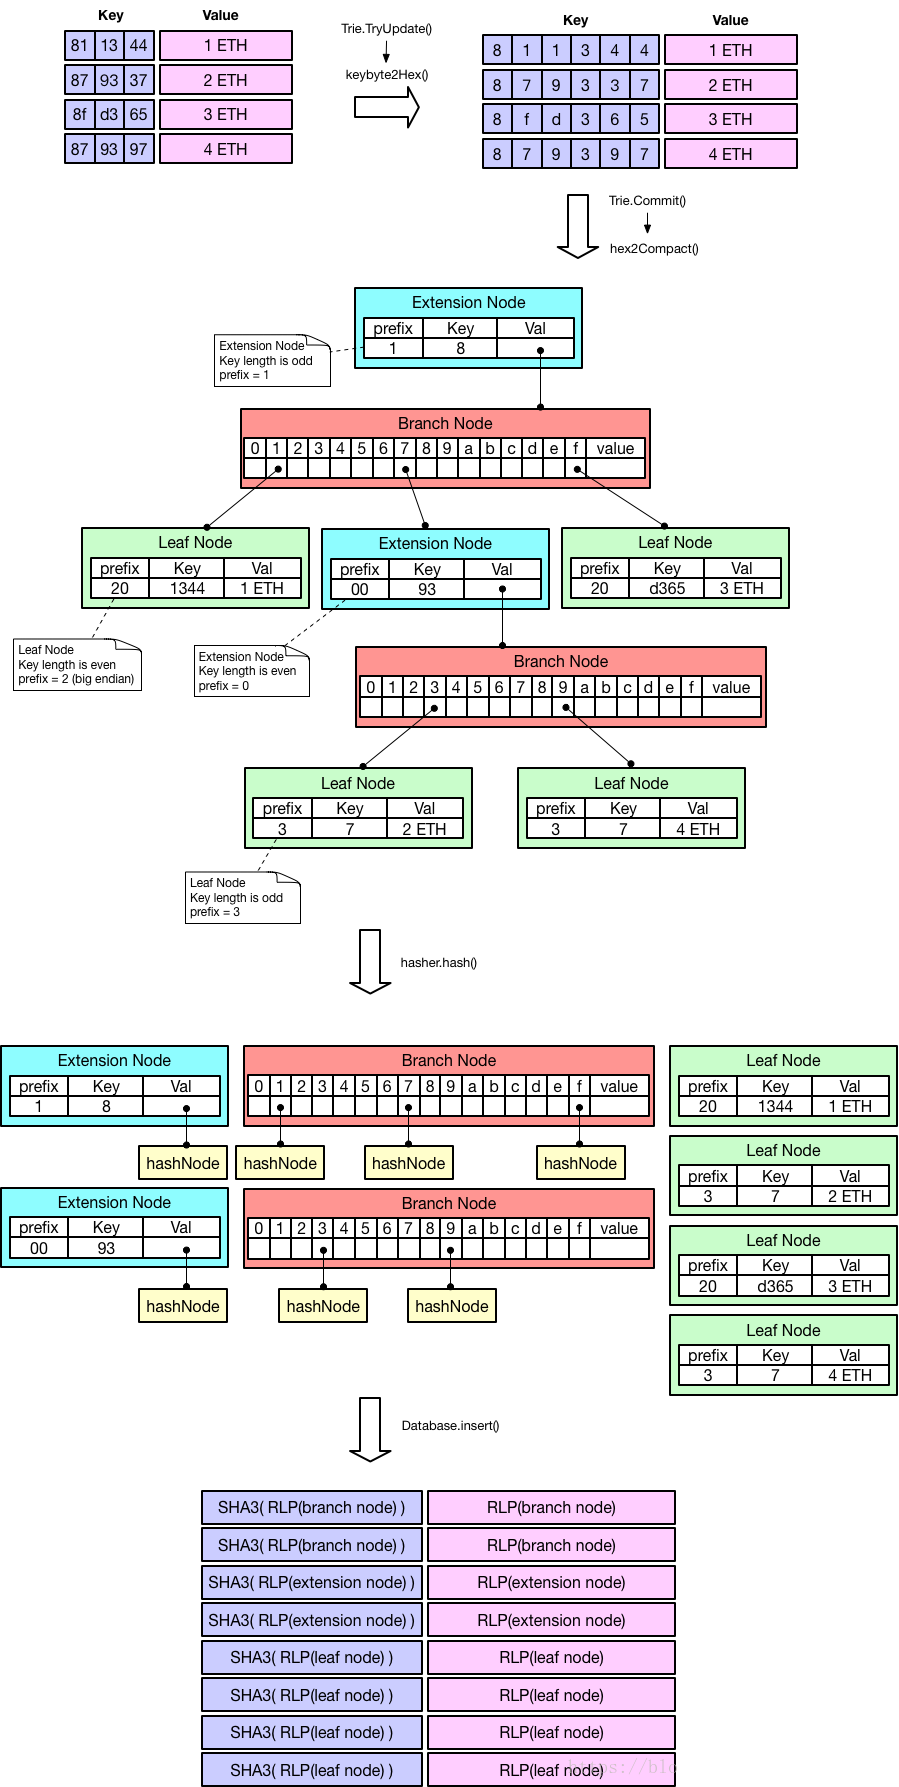 Key Value
81 13 44 1 ETH
87 93 37 2 ETH
8f d3 65 3 ETH
87 93 97 4 ETH
Trie.TryUpdate()
keybyte2Hex()
Key Value
8 1 1 3 4 4 1 ETH
8 7 9 3 3 7 2 ETH
8 f d 3 6 5 3 ETH
8 7 9 3 9 7 4 ETH
Trie.Commit()
hex2Compact()
Extension Node
prefix Key Val
1 8
Extension Node
Key length is odd
prefix = 1
Branch Node
0 1 2 3 4 5 6 7 8 9 a b c d e f value
Leaf Node
prefix Key Val
20 1344 1 ETH
Extension Node
prefix Key Val
00 93
Leaf Node
prefix Key Val
20 d365 3 ETH
Leaf Node
Key length is even
prefix = 2 (big endian)
Extension Node
Key length is even
prefix = 0
Branch Node
0 1 2 3 4 5 6 7 8 9 a b c d e f value
Leaf Node
prefix Key Val
3 7 2 ETH
Leaf Node
prefix Key Val
3 7 4 ETH
Leaf Node
Key length is odd
prefix = 3
hasher.hash()
Extension Node
prefix Key Val
1 8
hashNode
Branch Node
0 1 2 3 4 5 6 7 8 9 a b c d e f value
hashNode hashNode hashNode
Leaf Node
prefix Key Val
20 1344 1 ETH
Leaf Node
prefix Key Val
3 7 2 ETH
Extension Node
prefix Key Val
00 93
hashNode
Branch Node
0 1 2 3 4 5 6 7 8 9 a b c d e f value
hashNode hashNode
Leaf Node
prefix Key Val
20 d365 3 ETH
Leaf Node
prefix Key Val
3 7 4 ETH
Database.insert()
SHA3( RLP(branch node) ) RLP(branch node)
SHA3( RLP(branch node) ) RLP(branch node)
SHA3( RLP(extension node) ) RLP(extension node)
SHA3( RLP(extension node) ) RLP(extension node)
SHA3( RLP(leaf node) ) RLP(leaf node)
SHA3( RLP(leaf node) ) RLP(leaf node)
SHA3( RLP(leaf node) ) RLP(leaf node)
SHA3( RLP(leaf node) ) RLP(leaf node)
https://blo